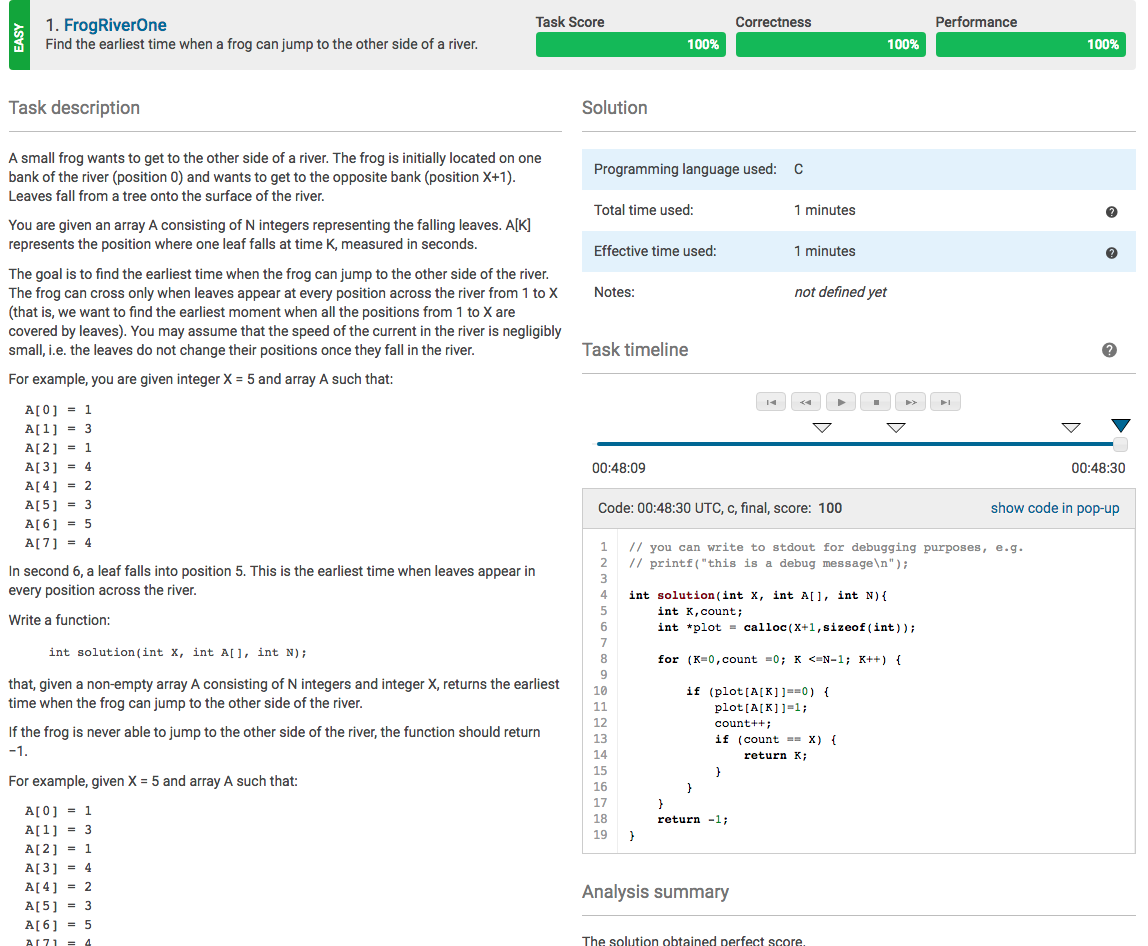 EASY
1. FrogRiverOne
Find the earliest time when a frog can jump to the other side of a river.
Task Score
100%
Correctness
100%
Performance
100%
Task description
A small frog wants to get to the other side of a river. The frog is initially located on one
bank of the river (position 0) and wants to get to the opposite bank (position X+1).
Leaves fall from a tree onto the surface of the river.
You are given an array A consisting of N integers representing the falling leaves. A[K]
represents the position where one leaf falls at time K, measured in seconds.
The goal is to find the earliest time when the frog can jump to the other side of the river.
The frog can cross only when leaves appear at every position across the river from 1 to X
(that is, we want to find the earliest moment when all the positions from 1 to X are
covered by leaves). You may assume that the speed of the current in the river is negligibly
small, i.e. the leaves do not change their positions once they fall in the river.
For example, you are given integer X = 5 and array A such that:
A[0] = 1
A[1] = 3
A[2] = 1
A[3] = 4
A[4] = 2
A[5] = 3
A[6] = 5
A[7] = 4
In second 6, a leaf falls into position 5. This is the earliest time when leaves appear in
every position across the river.
Write a function:
int solution(int X, int A[], int N);
that, given a non-empty array A consisting of N integers and integer X, returns the earliest
time when the frog can jump to the other side of the river.
If the frog is never able to jump to the other side of the river, the function should return
−1.
For example, given X = 5 and array A such that:
A[0] = 1
A[1] = 3
A[2] = 1
A[3] = 4
A[4] = 2
A[5] = 3
A[6] = 5
A[7] = 4
Solution
Programming language used: C
Total time used: 1 minutes
Effective time used: 1 minutes
Notes: not defined yet
Task timeline
00:48:09
00:48:30
Code: 00:48:30 UTC, c, final, score: 100
show code in pop-up
1 // you can write to stdout for debugging purposes, e.g.
2 // printf("this is a debug message\n");
3
4 int solution(int X, int A[], int N){
5     int K,count;
6     int *plot = calloc(X+1,sizeof(int));
7
8     for (K=0,count =0; K <=N-1; K++) {
9
10         if (plot[A[K]]==0) {
11             plot[A[K]]=1;
12             count++;
13             if (count == X) {
14                 return K;
15             }
16         }
17     }
18     return -1;
19 }
Analysis summary
The solution obtained perfect score.